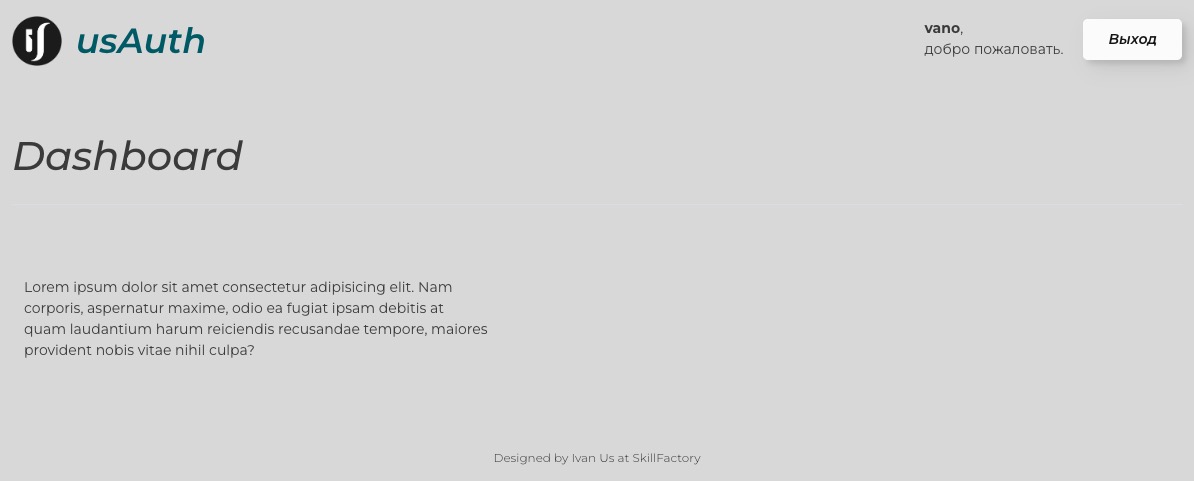 usAuth
vano,
добро пожаловать.
Выход
Dashboard
Lorem ipsum dolor sit amet consectetur adipisicing elit. Nam
corporis, aspernatur maxime, odio ea fugiat ipsam debitis at
quam laudantium harum reiciendis recusandae tempore, maiores
provident nobis vitae nihil culpa?
Designed by Ivan Us at SkillFactory